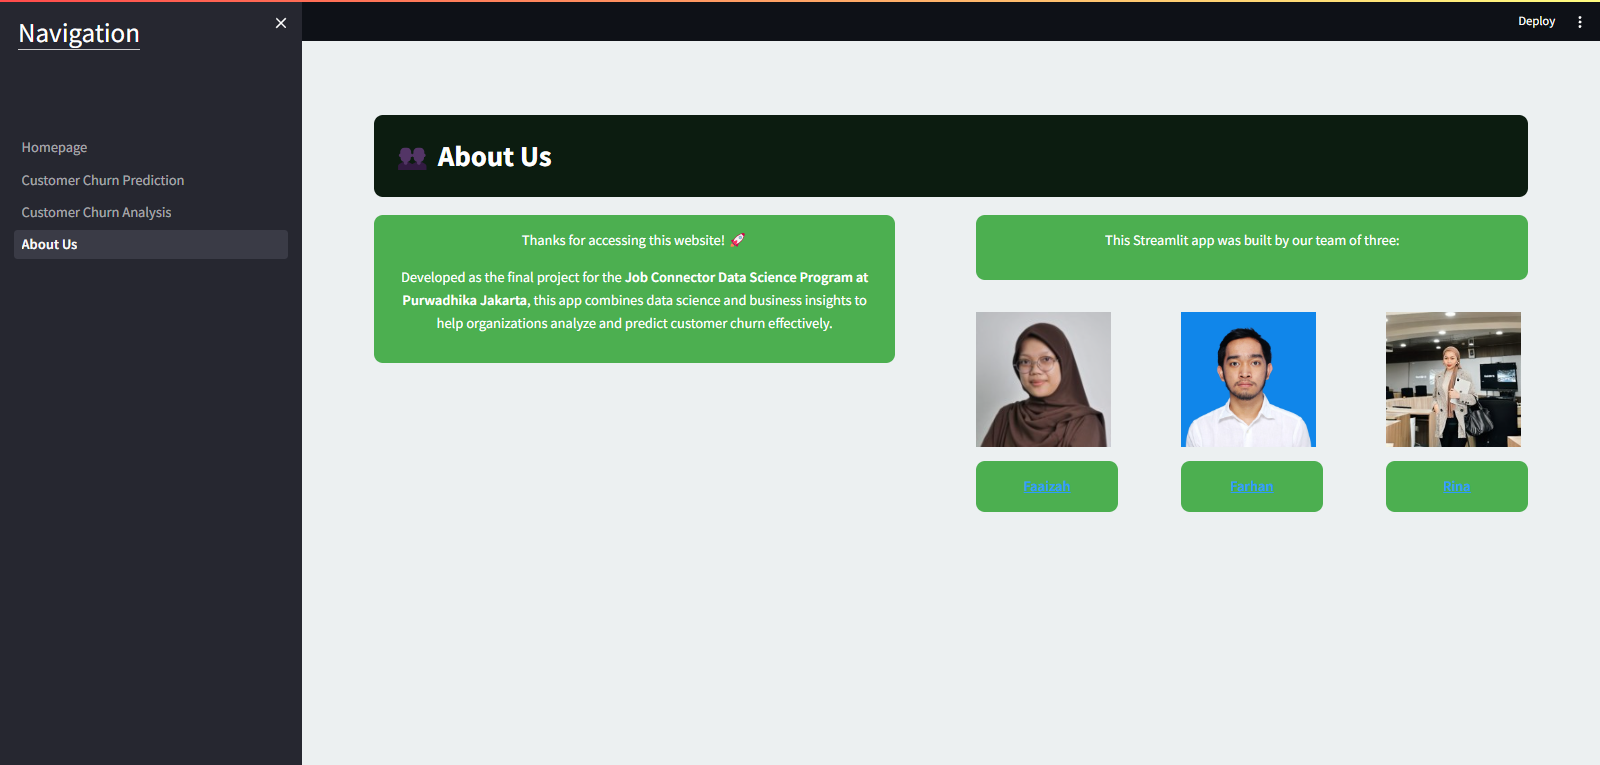 Navigation
Homepage
Customer Churn Prediction
Customer Churn Analysis
About Us
Deploy
About Us
Thanks for accessing this website! 🚀
Developed as the final project for the Job Connector Data Science Program at
Purwadhika Jakarta, this app combines data science and business insights to
help organizations analyze and predict customer churn effectively.
This Streamlit app was built by our team of three:
Faaizah
Farhan
Rina